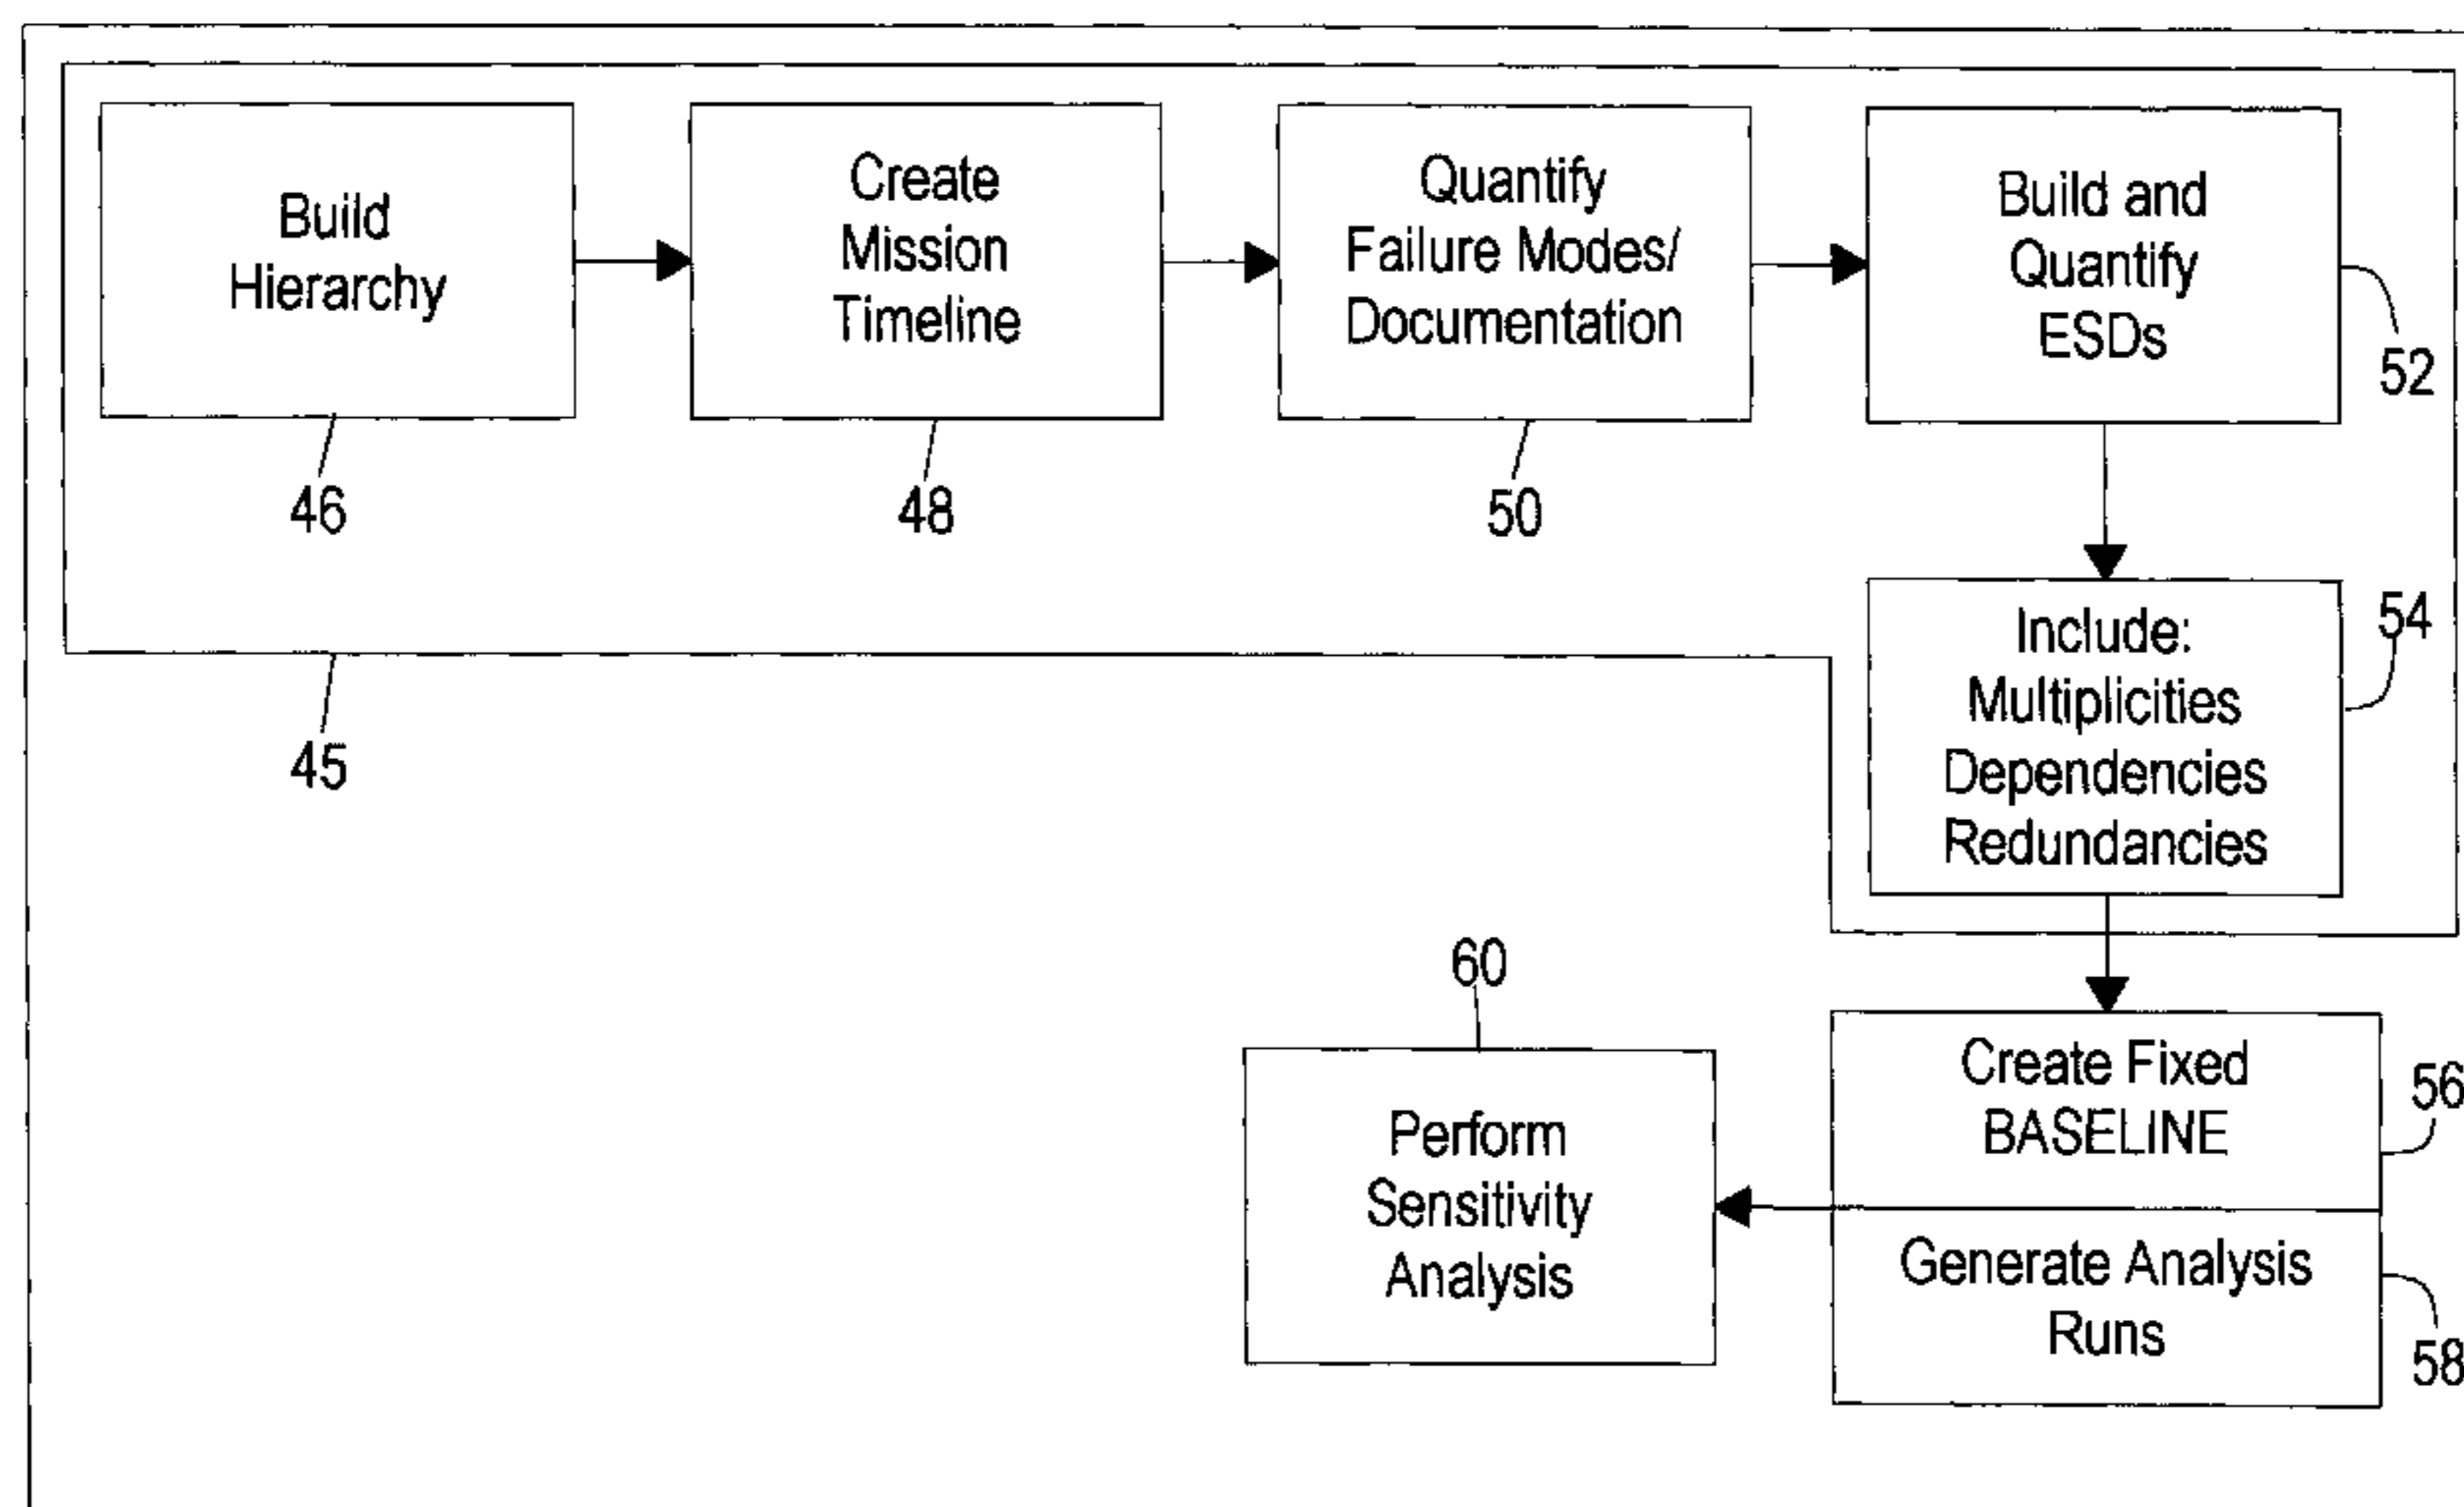 Build
Hierarchy
46
Create
Mission
Timeline
48
Quantify
Failure Modes/
Documentation
50
Build and
Quantify
ESDs
52
Include:
Multiplicities
Dependencies
Redundancies
54
45
Create Fixed
BASELINE
56
Generate Analysis
Runs
58
60
Perform
Sensitivity
Analysis